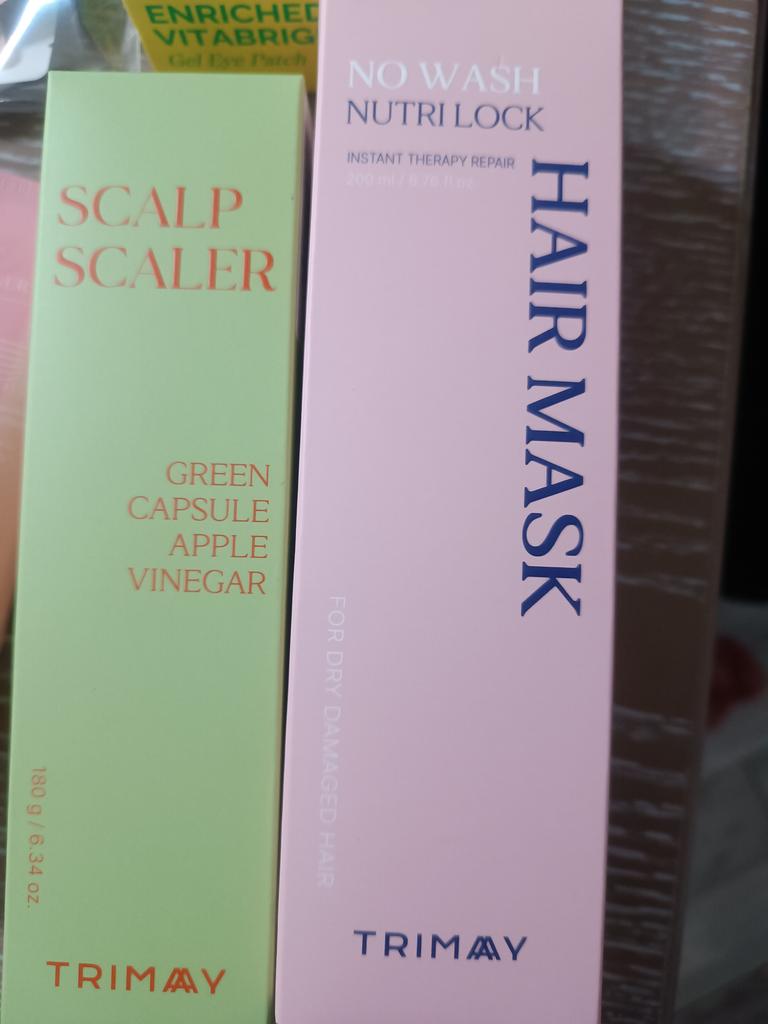 ENRICHED
VITABRIG
Gel Eye Patch
SCALP
SCALER
GREEN
CAPSULE
APPLE
VINEGAR
180 g / 6.34 oz.
TRIMAY
NO WASH
NUTRI LOCK
INSTANT THERAPY REPAIR
200 ml / 6.76 fl.oz.
HAIR MASK
FOR DRY DAMAGED HAIR
TRIMAY